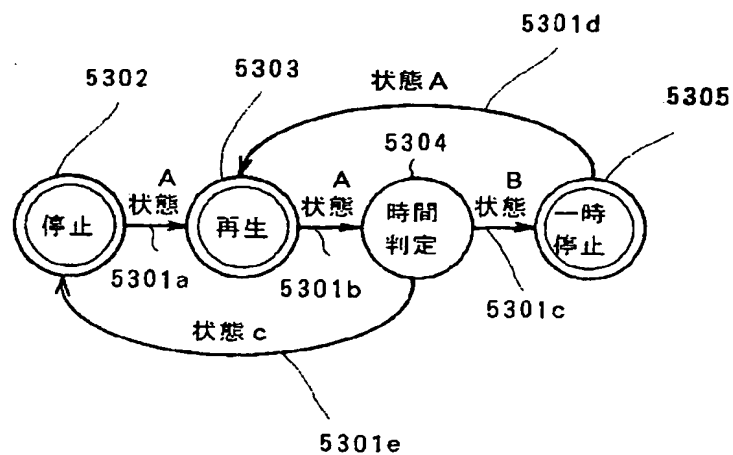 5301d
5302
5303
状態A
5305
5304
A
状態
A
状態
B
状態
停止
再生
時間
判定
一時
停止
5301a
5301b
5301c
状態c
5301e